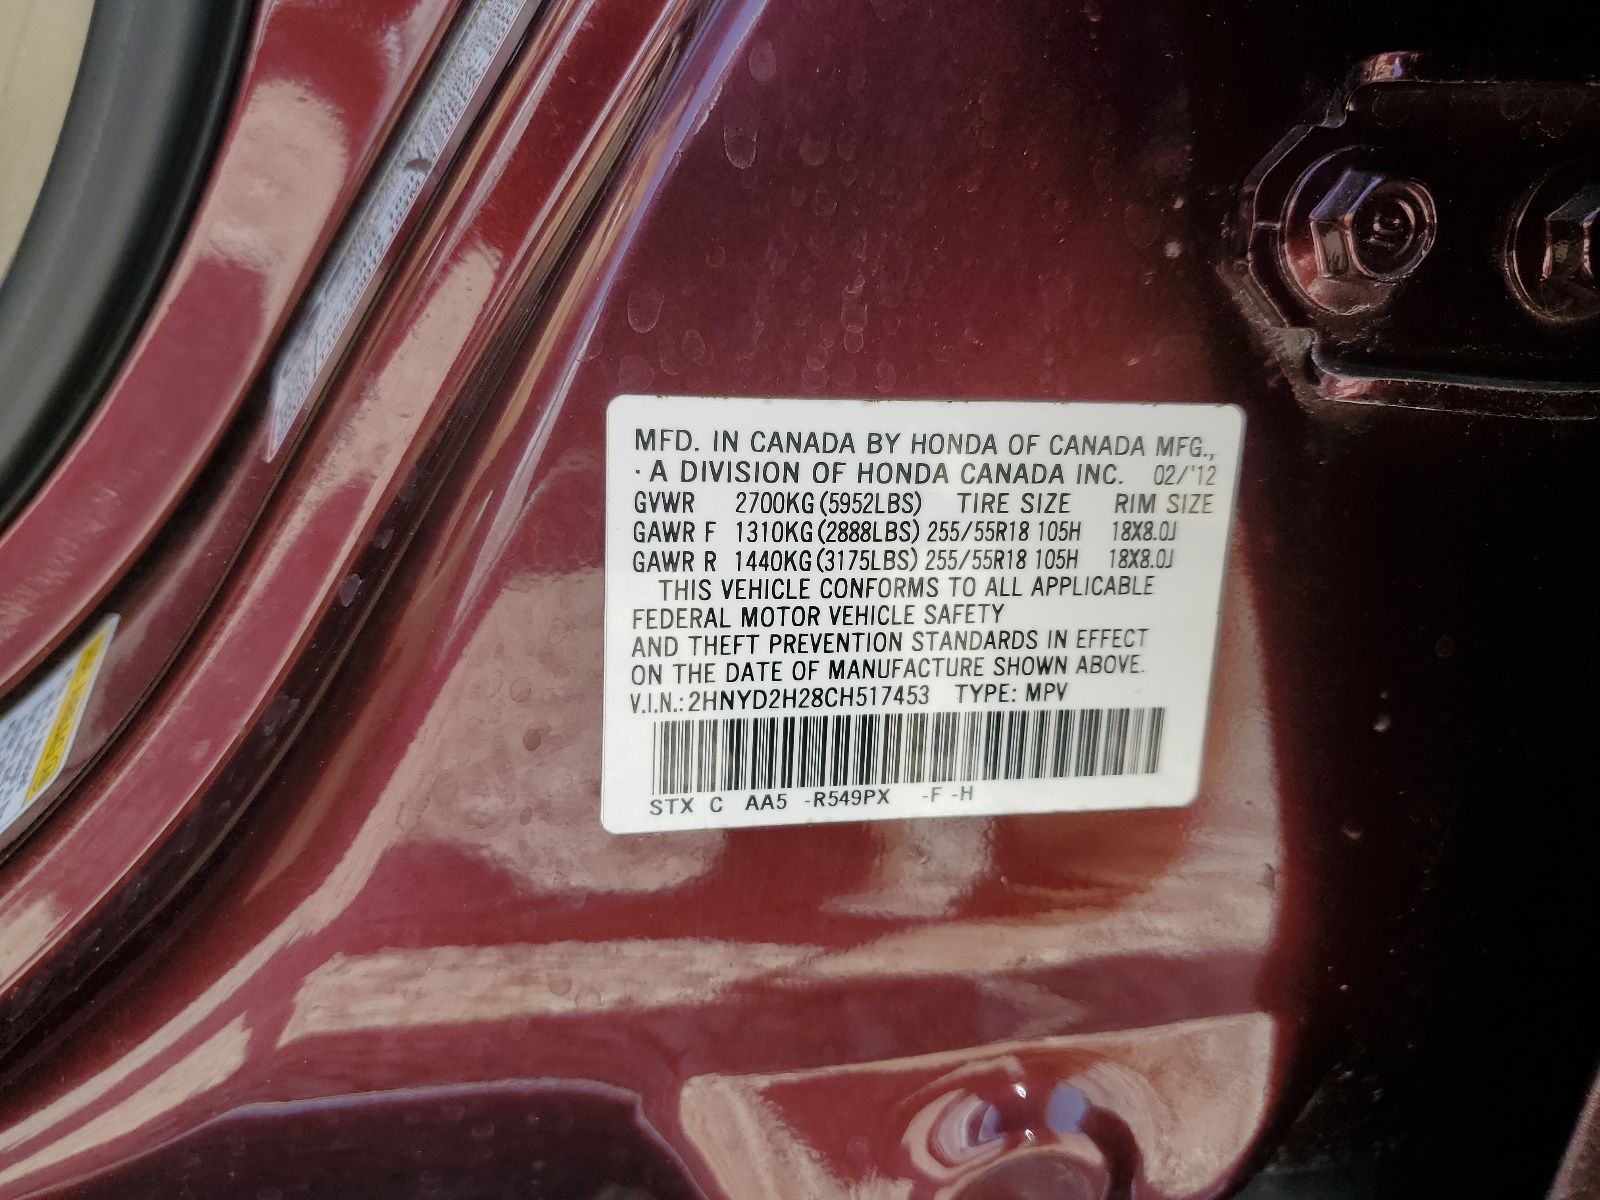 MFD. IN CANADA BY HONDA OF CANADA MFG.,
· A DIVISION OF HONDA CANADA INC. 02/'12
GVWR 2700KG (5952LBS) TIRE SIZE RIM SIZE
GAWR F 1310KG (2888LBS) 255/55R18 105H 18X8.0J
GAWR R 1440KG (3175LBS) 255/55R18 105H 18X8.0J
THIS VEHICLE CONFORMS TO ALL APPLICABLE
FEDERAL MOTOR VEHICLE SAFETY
AND THEFT PREVENTION STANDARDS IN EFFECT
ON THE DATE OF MANUFACTURE SHOWN ABOVE.
V.I.N.: 2HNYD2H28CH517453 TYPE: MPV
STX C AA5 -R549PX -F -H